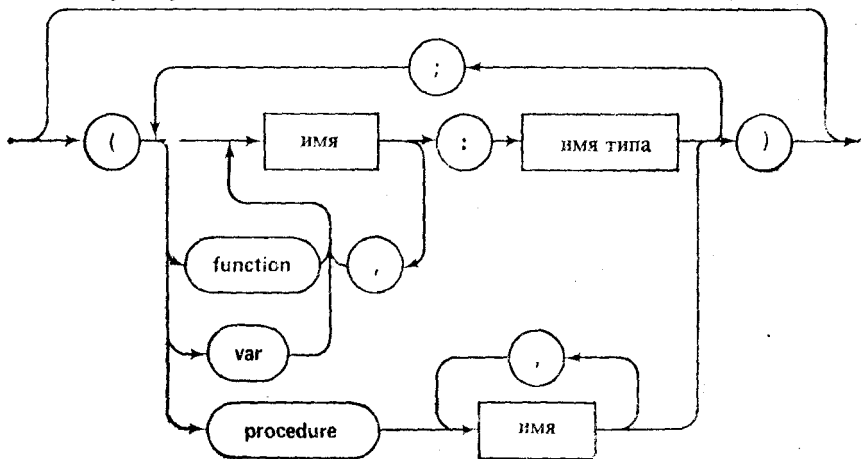 ;
( имя : имя типа )
function ,
var
,
procedure имя